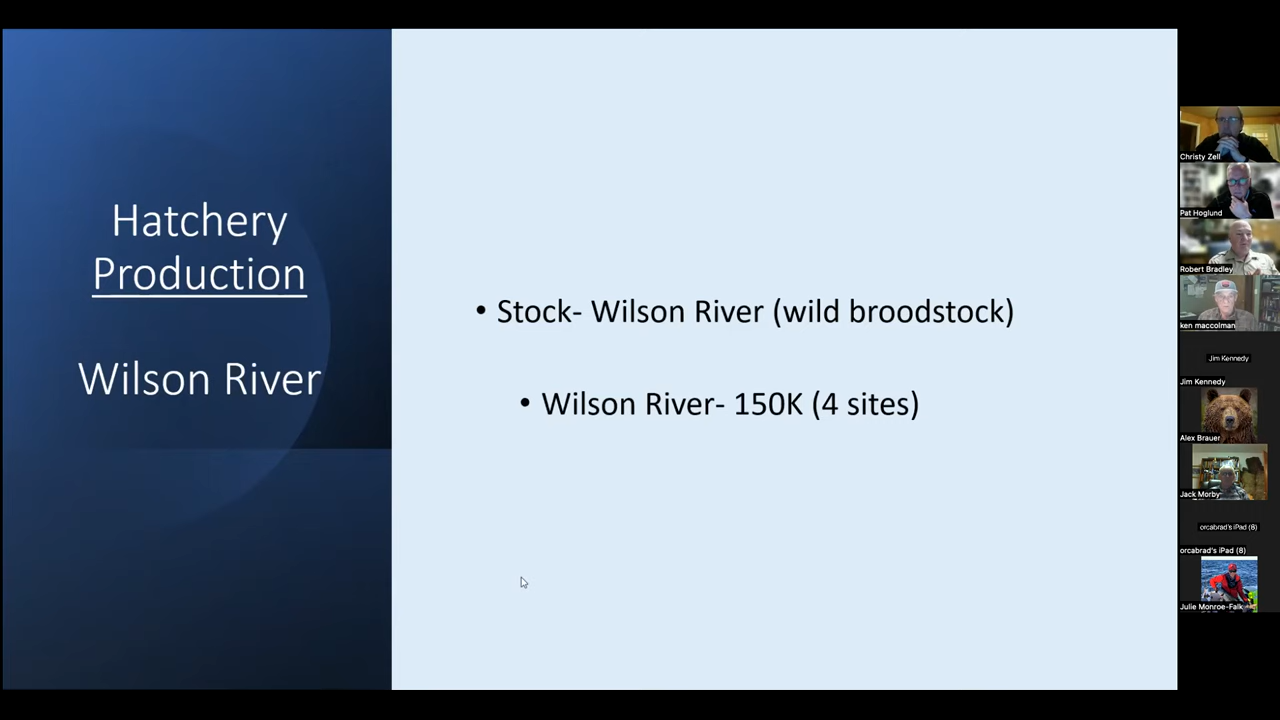 Hatchery
Production
Wilson River
• Stock- Wilson River (wild broodstock)
• Wilson River- 150K (4 sites)
Christy Zell
Pat Hoglund
Robert Bradley
ken maccolman
Jim Kennedy
Jim Kennedy
Alex Brauer
Jack Morby
orcabrad's iPad (8)
orcabrad's iPad (8)
Julie Monroe-Falk